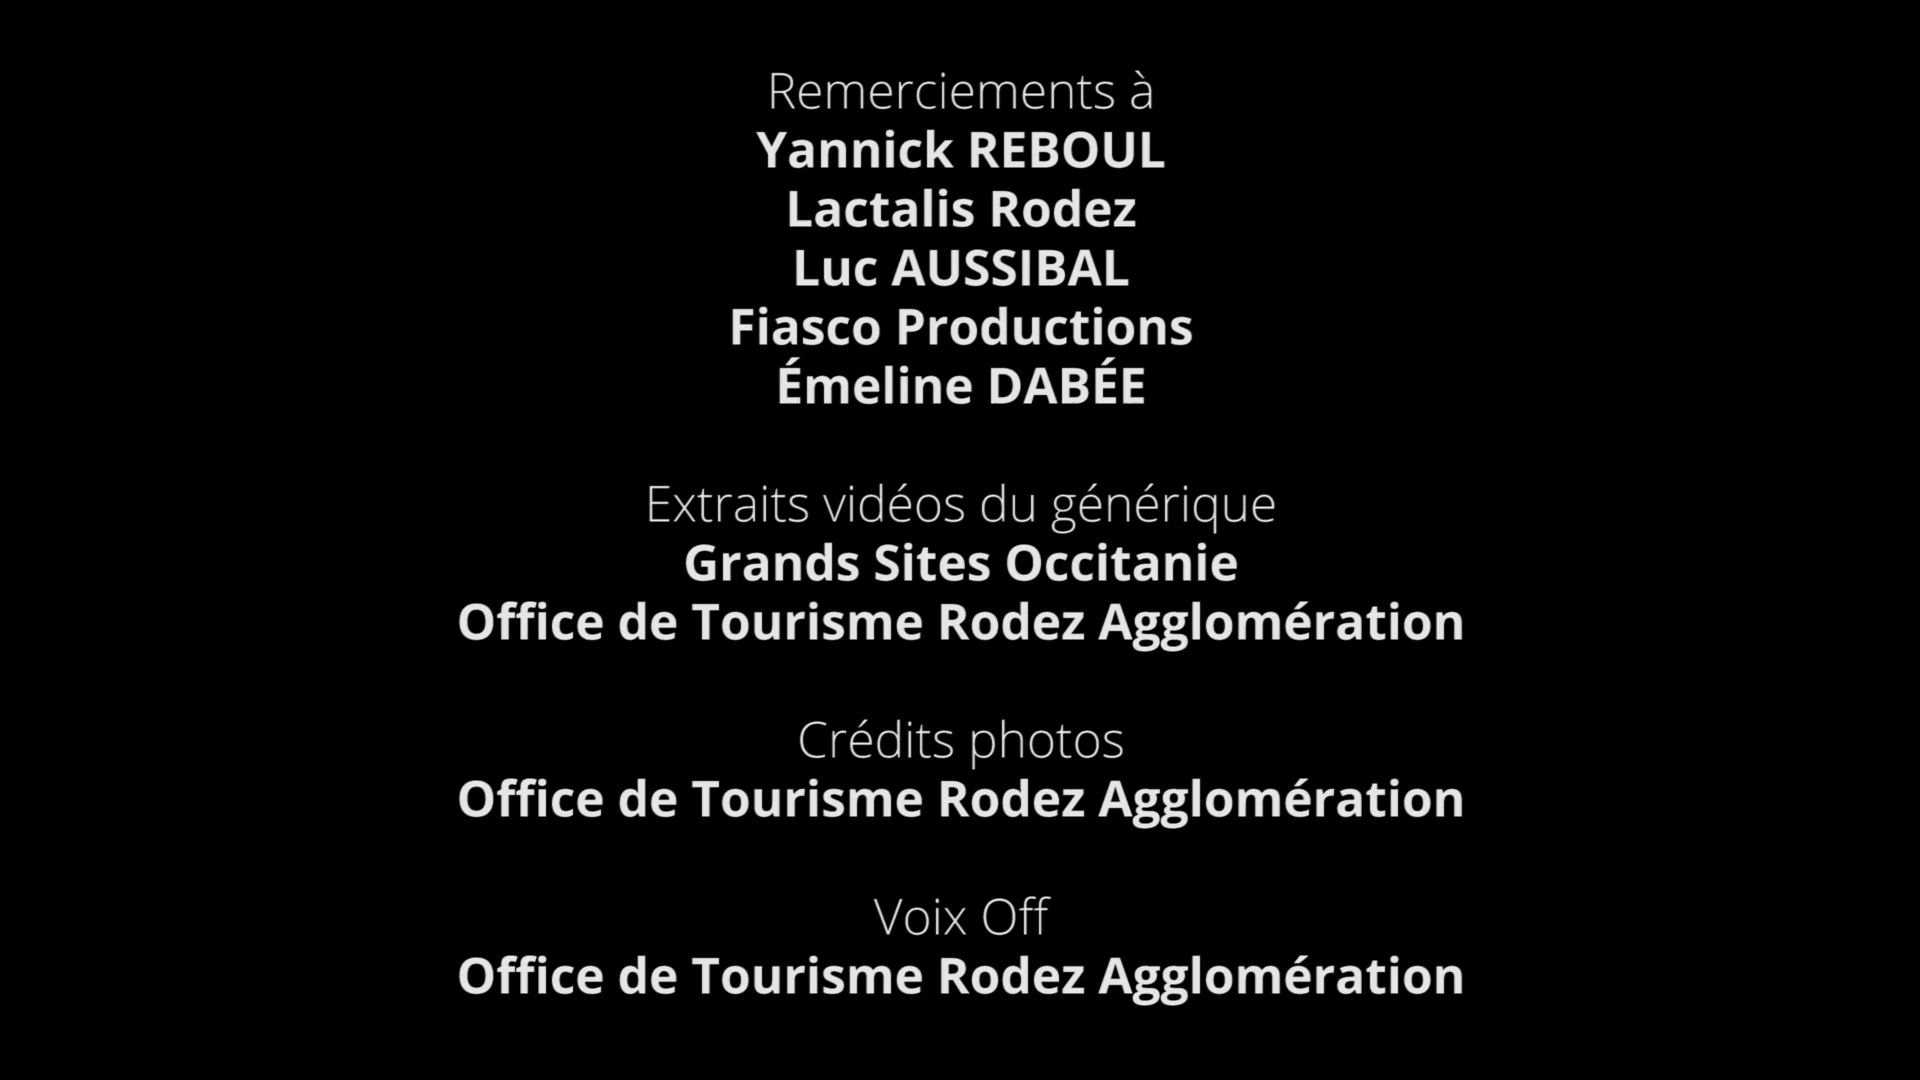 Remerciements à
Yannick REBOUL
Lactalis Rodez
Luc AUSSIBAL
Fiasco Productions
Émeline DABÉE
Extraits vidéos du générique
Grands Sites Occitanie
Office de Tourisme Rodez Agglomération
Crédits photos
Office de Tourisme Rodez Agglomération
Voix Off
Office de Tourisme Rodez Agglomération